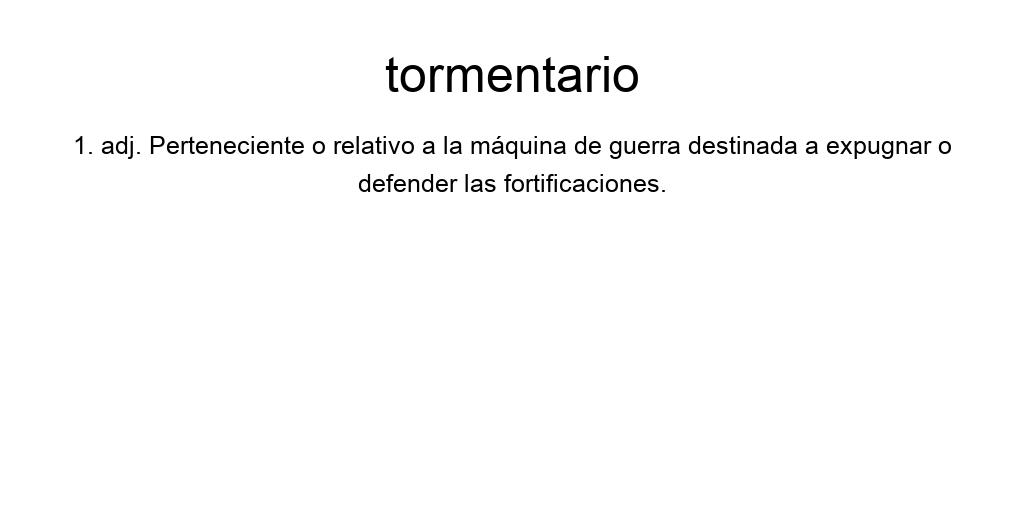 tormentario
1. adj. Perteneciente o relativo a la máquina de guerra destinada a expugnar o
defender las fortificaciones.